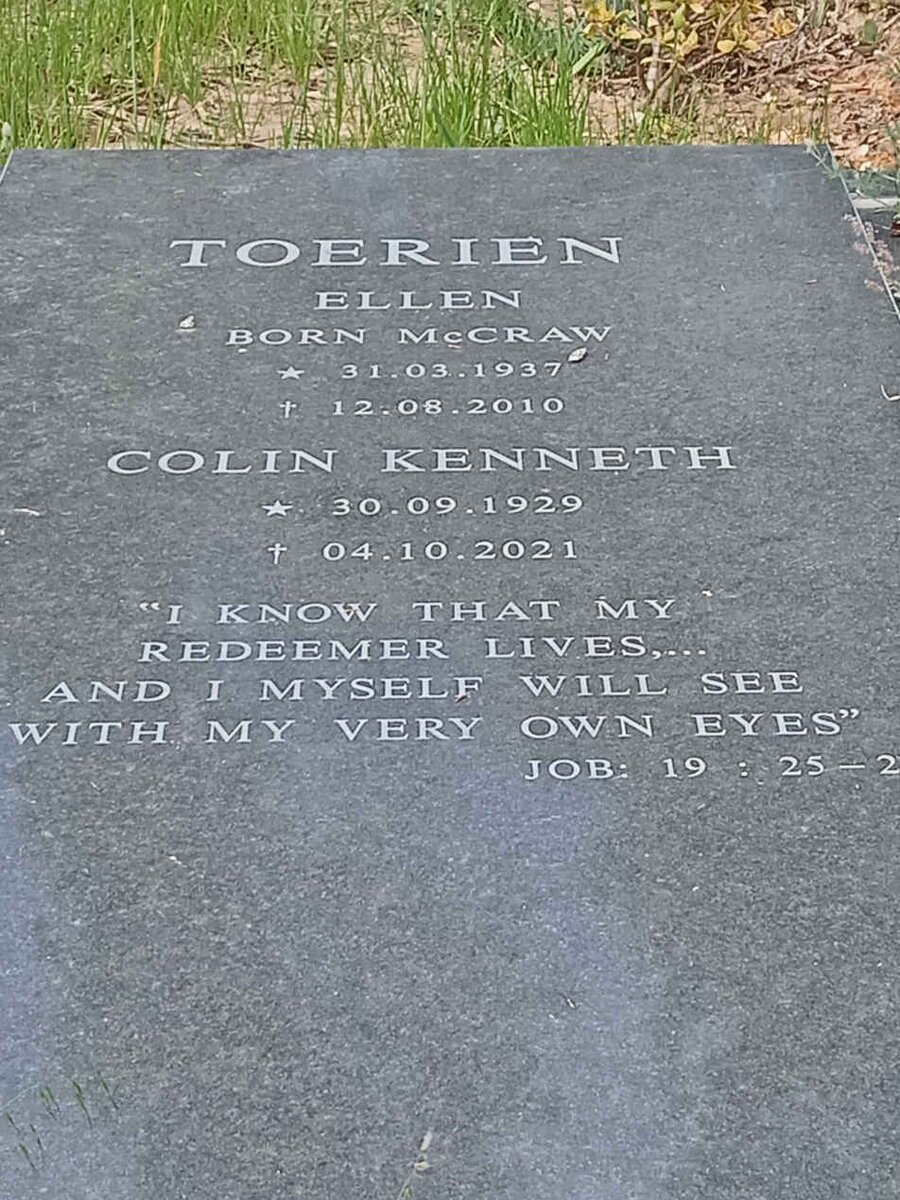 TOERIEN
ELLEN
BORN McCRAW
★ 31.03.1937
† 12.08.2010
COLIN KENNETH
★ 30.09.1929
† 04.10.2021
“I KNOW THAT MY
REDEEMER LIVES,...
AND I MYSELF WILL SEE
WITH MY VERY OWN EYES”
JOB: 19 : 25 – 2